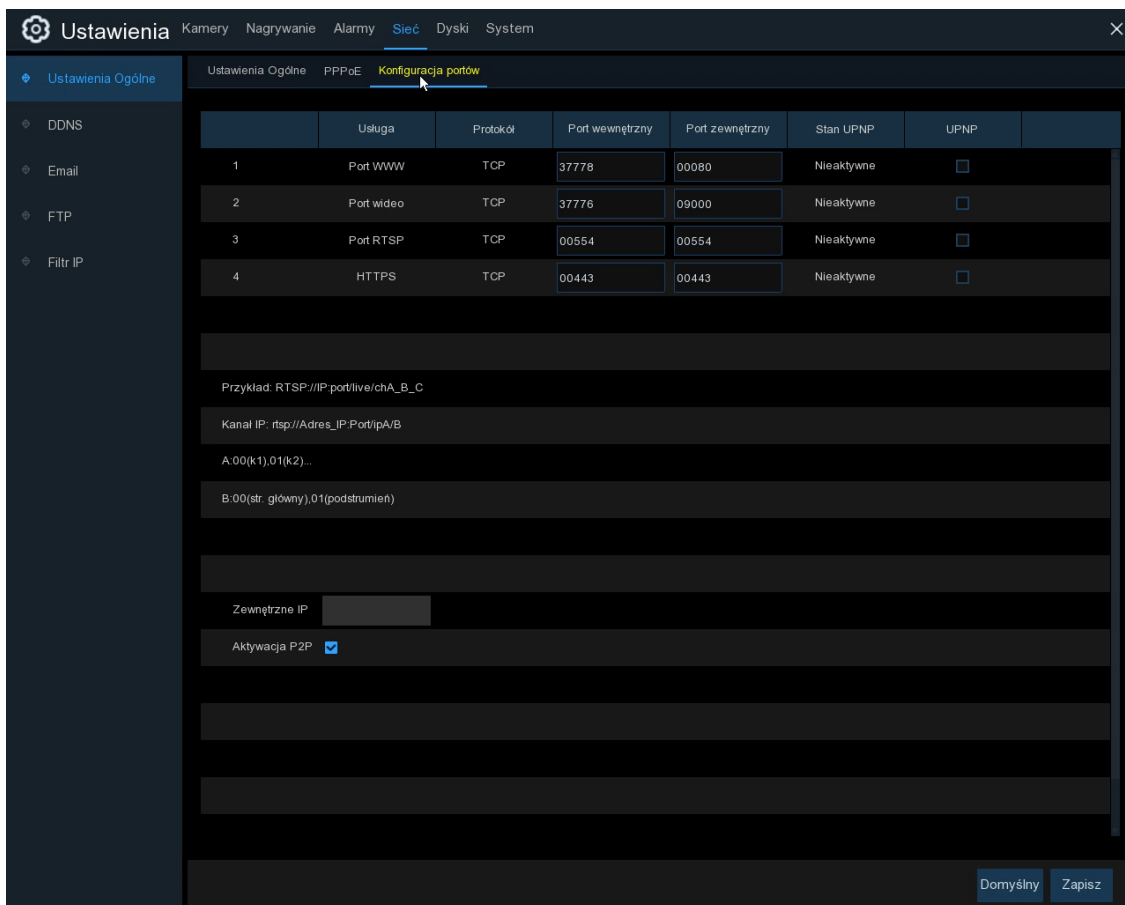 Ustawienia Kamery Nagrywanie Alarmy Sieć Dyski System
Ustawienia Ogólne
DDNS
Email
FTP
Filtr IP
Ustawienia Ogólne PPPoE Konfiguracja portów
Usługa Protokół Port wewnętrzny Port zewnętrzny Stan UPNP UPNP
1 Port WWW TCP 37778 00080 Nieaktywne
2 Port wideo TCP 37776 09000 Nieaktywne
3 Port RTSP TCP 00554 00554 Nieaktywne
4 HTTPS TCP 00443 00443 Nieaktywne
Przykład: RTSP://IP:port/live/chA_B_C
Kanał IP: rtsp://Adres_IP:Port/ipA/B
A:00(k1),01(k2)...
B:00(str. główny),01(podstrumień)
Zewnętrzne IP
Aktywacja P2P
Domyślny Zapisz